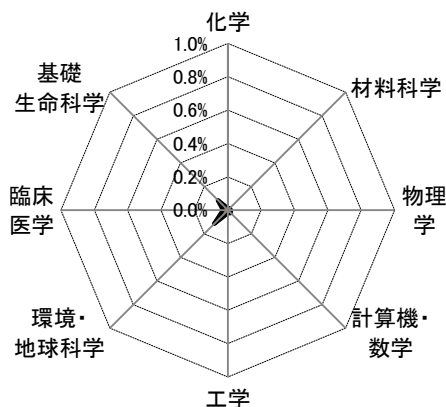 化学
1.0%
0.8%
0.6%
0.4%
0.2%
0.0%
材料科学
物理
学
計算機・
数学
工学
環境・
地球科学
臨床
医学
基礎
生命科学